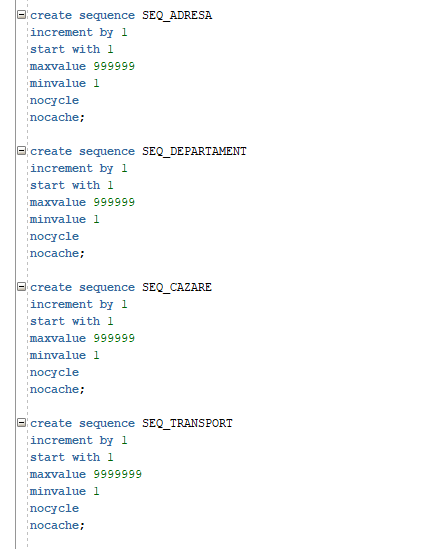 create sequence SEQ_ADRESA
increment by 1
start with 1
maxvalue 999999
minvalue 1
nocycle
nocache;
create sequence SEQ_DEPARTAMENT
increment by 1
start with 1
maxvalue 999999
minvalue 1
nocycle
nocache;
create sequence SEQ_CAZARE
increment by 1
start with 1
maxvalue 999999
minvalue 1
nocycle
nocache;
create sequence SEQ_TRANSPORT
increment by 1
start with 1
maxvalue 9999999
minvalue 1
nocycle
nocache;